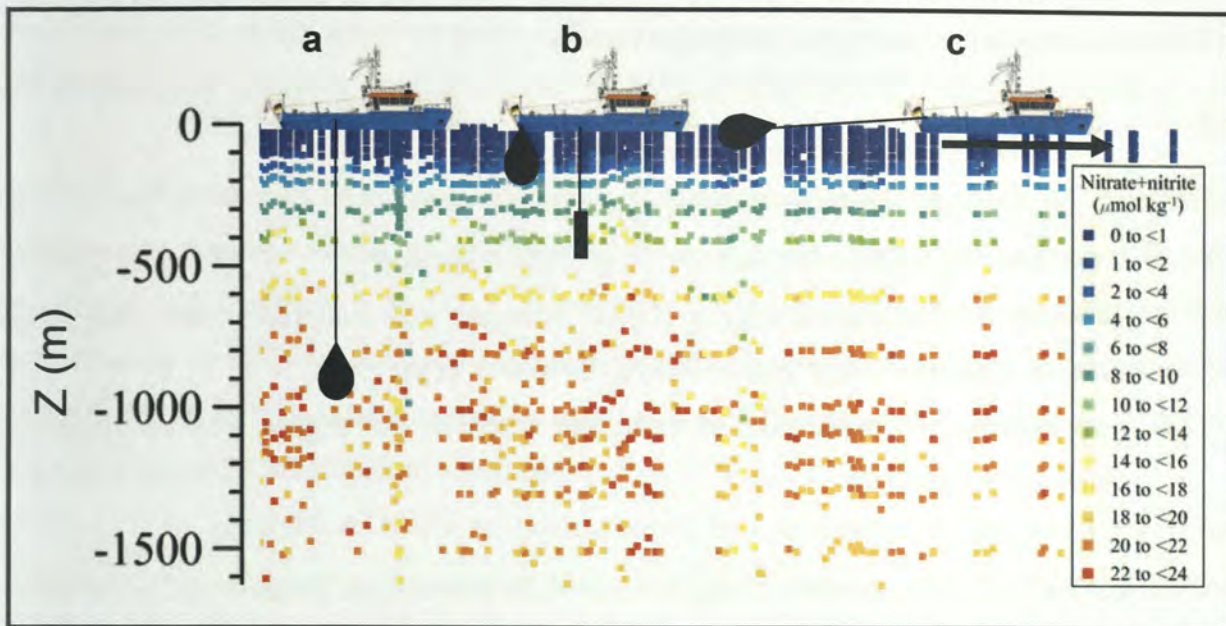 a
b
c
0
-500
-1000
-1500
Z (m)
Nitrate+nitrite
(μmol kg⁻¹)
0 to <1
1 to <2
2 to <4
4 to <6
6 to <8
8 to <10
10 to <12
12 to <14
14 to <16
16 to <18
18 to <20
20 to <22
22 to <24